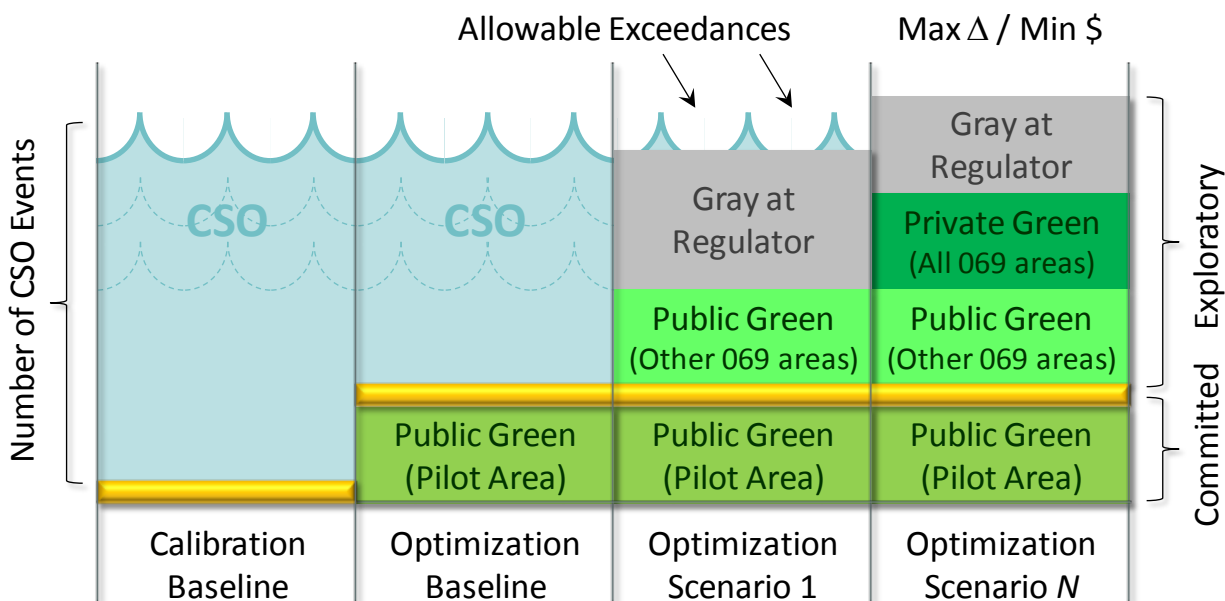 Allowable Exceedances
Max Δ / Min $
Number of CSO Events
CSO
CSO
Gray at
Regulator
Public Green
(Other 069 areas)
Gray at
Regulator
Private Green
(All 069 areas)
Public Green
(Other 069 areas)
Public Green
(Pilot Area)
Public Green
(Pilot Area)
Public Green
(Pilot Area)
Exploratory
Committed
Calibration
Baseline
Optimization
Baseline
Optimization
Scenario 1
Optimization
Scenario N